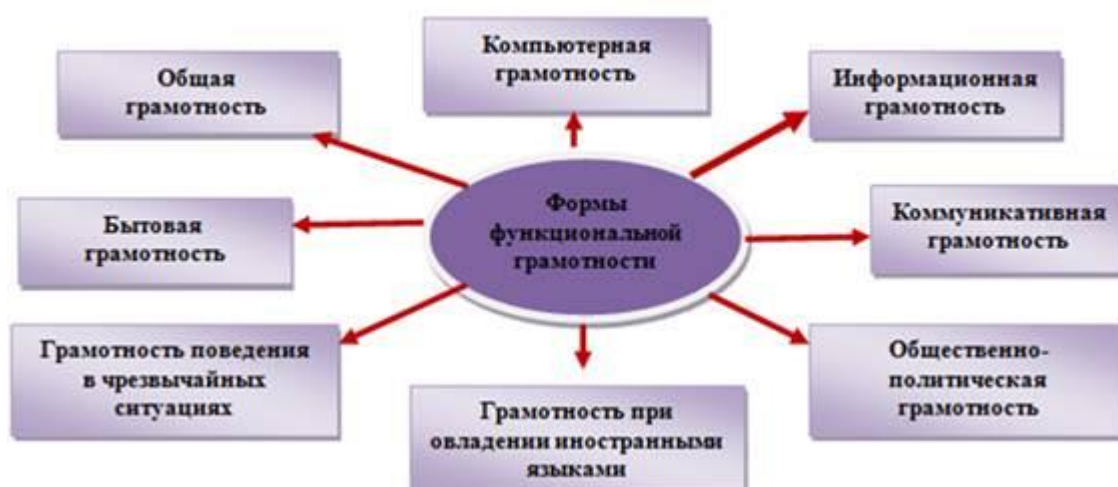 Компьютерная
грамотность
Общая
грамотность
Информационная
грамотность
Формы
функциональной
грамотности
Бытовая
грамотность
Коммуникативная
грамотность
Грамотность поведения
в чрезвычайных
ситуациях
Общественно-
политическая
грамотность
Грамотность при
овладении иностранными
языками